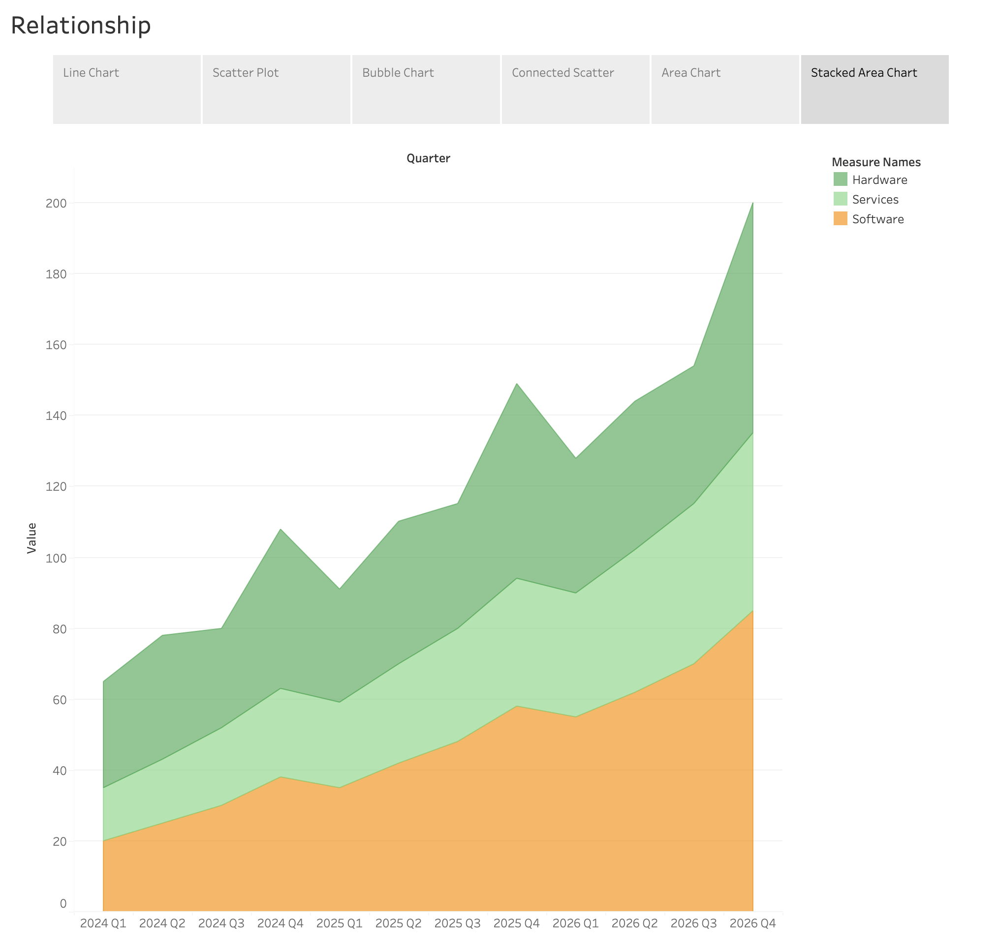 Relationship
Line Chart
Scatter Plot
Bubble Chart
Connected Scatter
Area Chart
Stacked Area Chart
Quarter
Measure Names
Hardware
Services
Software
200
180
160
140
120
100
80
60
40
20
0
Value
2024 Q1
2024 Q2
2024 Q3
2024 Q4
2025 Q1
2025 Q2
2025 Q3
2025 Q4
2026 Q1
2026 Q2
2026 Q3
2026 Q4